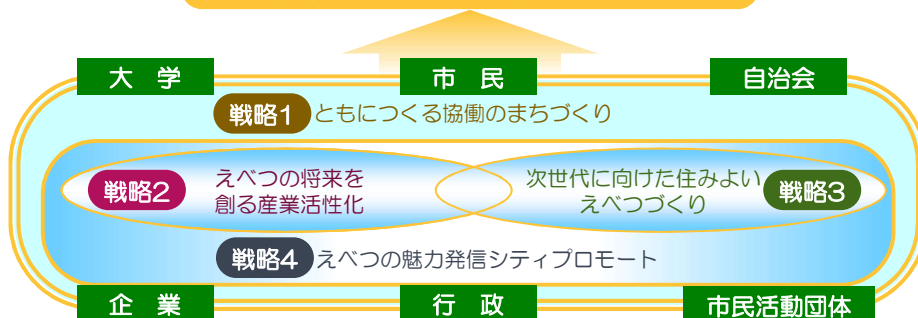 大　学
市　民
自治会
戦略1 ともにつくる協働のまちづくり
戦略2
えべつの将来を
創る産業活性化
次世代に向けた住みよい
えべつづくり
戦略3
戦略4 えべつの魅力発信シティプロモート
企　業
行　政
市民活動団体